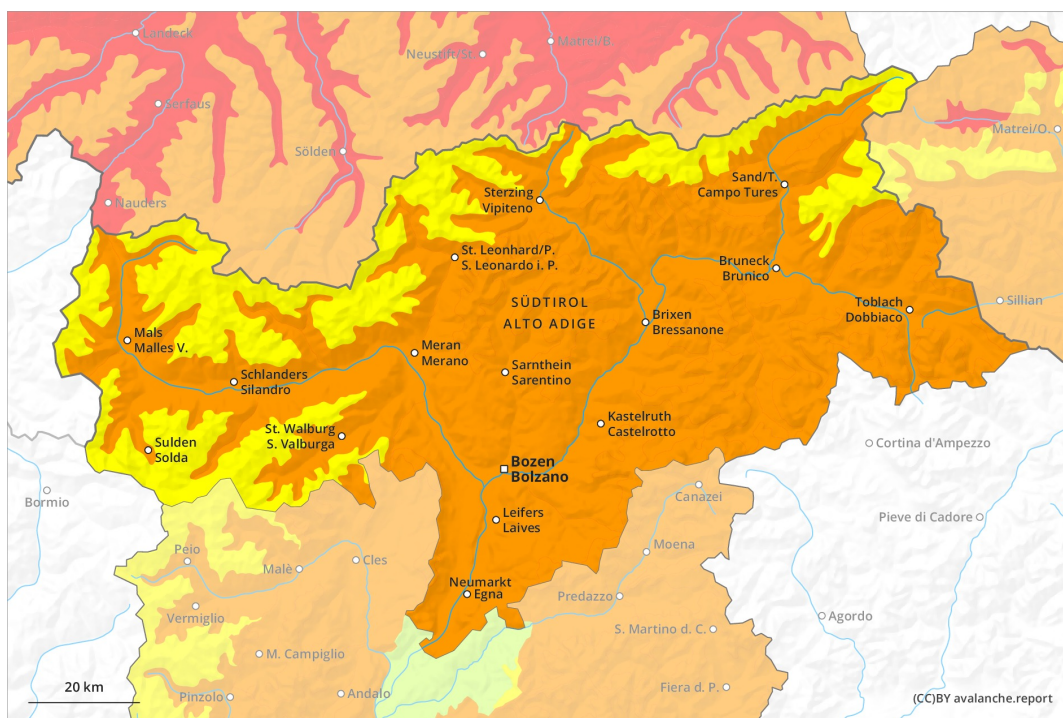 Landeck
Neustift/St.
Matrei/B.
Serfaus
Matrei/O.
Sölden
Sand/T.
Campo Tures
Sterzing
Vipiteno
Nauders
St. Leonhard/P.
S. Leonardo i. P.
Bruneck
Brunico
SÜDTIROL
ALTO ADIGE
Toblach
Dobbiaco
Sillian
Brixen
Bressanone
Mals
Malles V.
Meran
Merano
Sarnthein
Sarentino
Schlanders
Silandro
Kastelruth
Castelrotto
St. Walburg
S. Valburga
Sulden
Solda
Cortina d'Ampezzo
Bozen
Bolzano
Bormio
Canazei
Leifers
Laives
Pieve di Cadore
Moena
Peio
Cles
Malè
Neumarkt
Egna
Predazzo
Vermiglio
Agordo
S. Martino d. C.
M. Campiglio
20 km
Pinzolo
Andalo
Fiera d. P.
(CC)BY avalanche.report